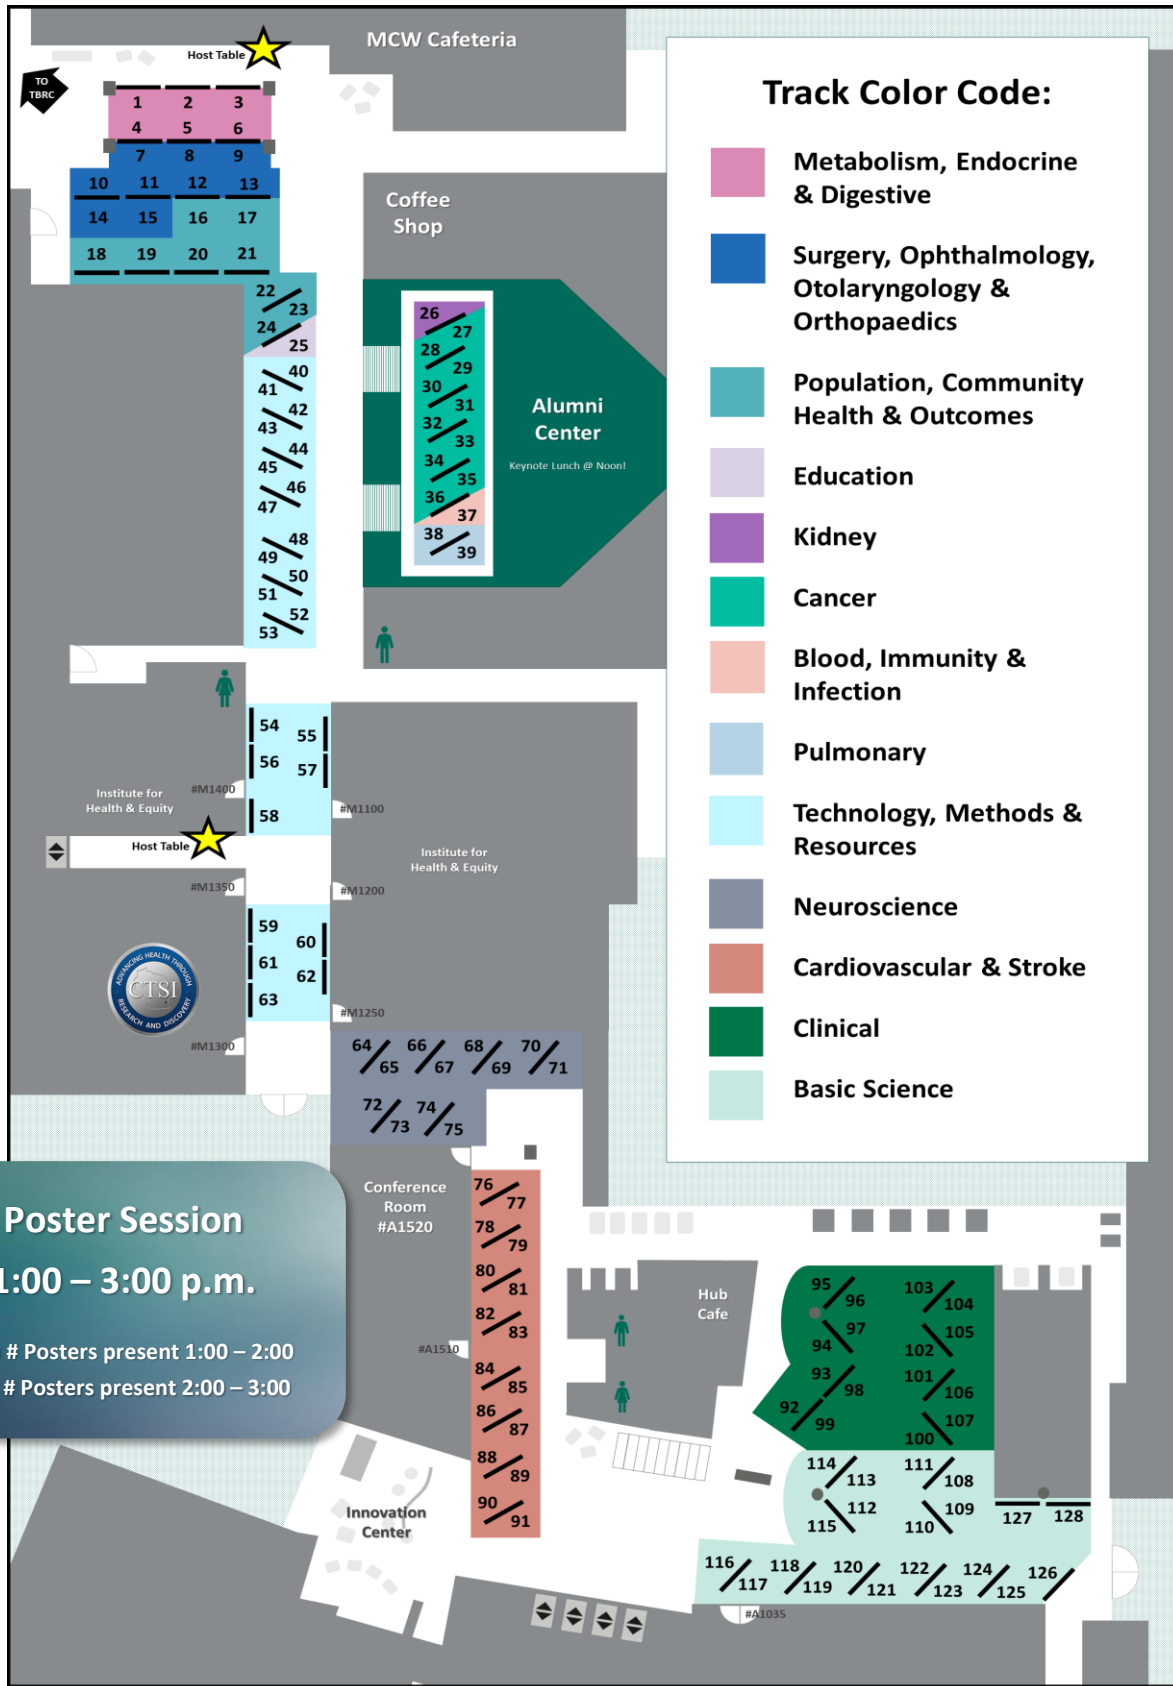 MCW Cafeteria
Host Table
TO
TBRC
1 2 3
4 5 6
7 8 9
10 11 12 13
14 15 16 17
18 19 20 21
22
23
24
25
40
41
42
43
44
45
46
47
48
49
50
51
52
53
Coffee
Shop
26
27
28
29
30
31
32
33
34
35
36
37
38
39
Alumni
Center
Keynote Lunch @ Noon!
Track Color Code:
Metabolism, Endocrine
& Digestive
Surgery, Ophthalmology,
Otolaryngology &
Orthopaedics
Population, Community
Health & Outcomes
Education
Kidney
Cancer
Blood, Immunity &
Infection
Pulmonary
Technology, Methods &
Resources
Neuroscience
Cardiovascular & Stroke
Clinical
Basic Science
54
55
56
57
58
#M1400
#M1100
Institute for
Health & Equity
Host Table
Institute for
Health & Equity
#M1350
#M1200
59
60
61
62
63
ADVANCING HEALTH THROUGH
CTSI
RESEARCH AND DISCOVERY
#M1250
#M1300
64 66 68 70
65 67 69 71
72 74
73 75
Conference
Room
#A1520
76
77
78
79
80
81
82
83
#A1510
84
85
86
87
88
89
90
91
Poster Session
1:00 – 3:00 p.m.
# Posters present 1:00 – 2:00
# Posters present 2:00 – 3:00
Hub
Cafe
95
96
97
94
93
98
92
99
103
104
105
102
101
106
107
100
114
113
112
115
111
108
109
110
127 128
116 118 120 122 124 126
117 119 121 123 125
#A1035
Innovation
Center